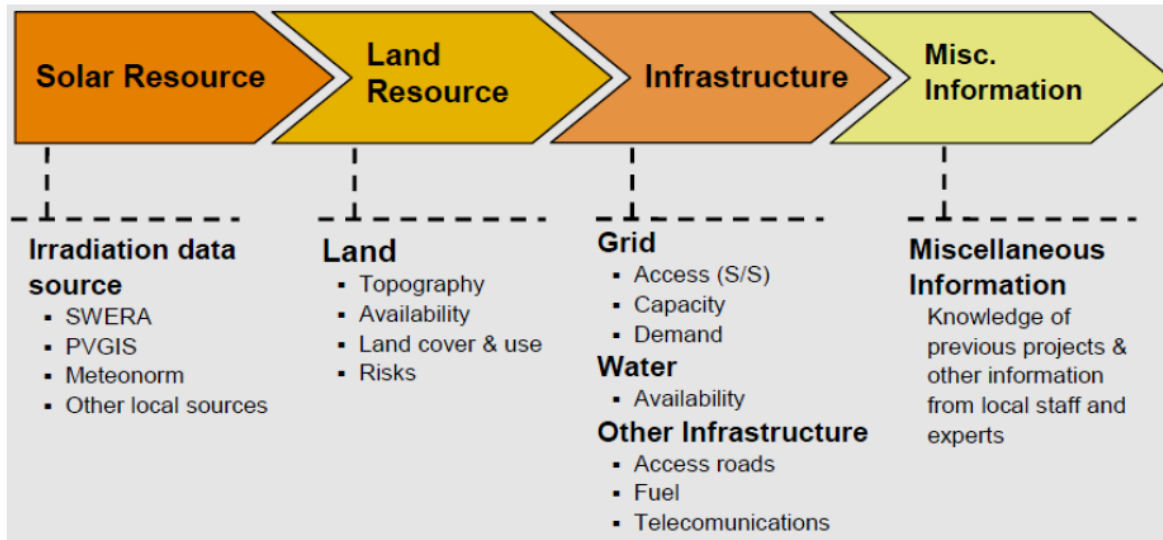 Solar Resource
Land
Resource
Infrastructure
Misc.
Information
Irradiation data
source
▪ SWERA
▪ PVGIS
▪ Meteonorm
▪ Other local sources
Land
▪ Topography
▪ Availability
▪ Land cover & use
▪ Risks
Grid
▪ Access (S/S)
▪ Capacity
▪ Demand
Water
▪ Availability
Other Infrastructure
▪ Access roads
▪ Fuel
▪ Telecomunications
Miscellaneous
Information
Knowledge of
previous projects &
other information
from local staff and
experts